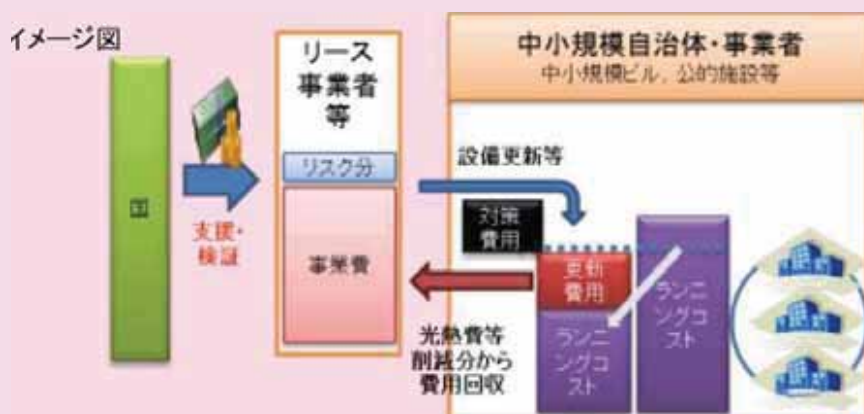 イメージ図
国
支援・
検証
リース
事業者
等
リスク分
事業費
中小規模自治体・事業者
中小規模ビル、公的施設等
設備更新等
対策
費用
更新
費用
ランニ
ングコ
スト
ランニ
ングコ
スト
光熱費等
削減分から
費用回収